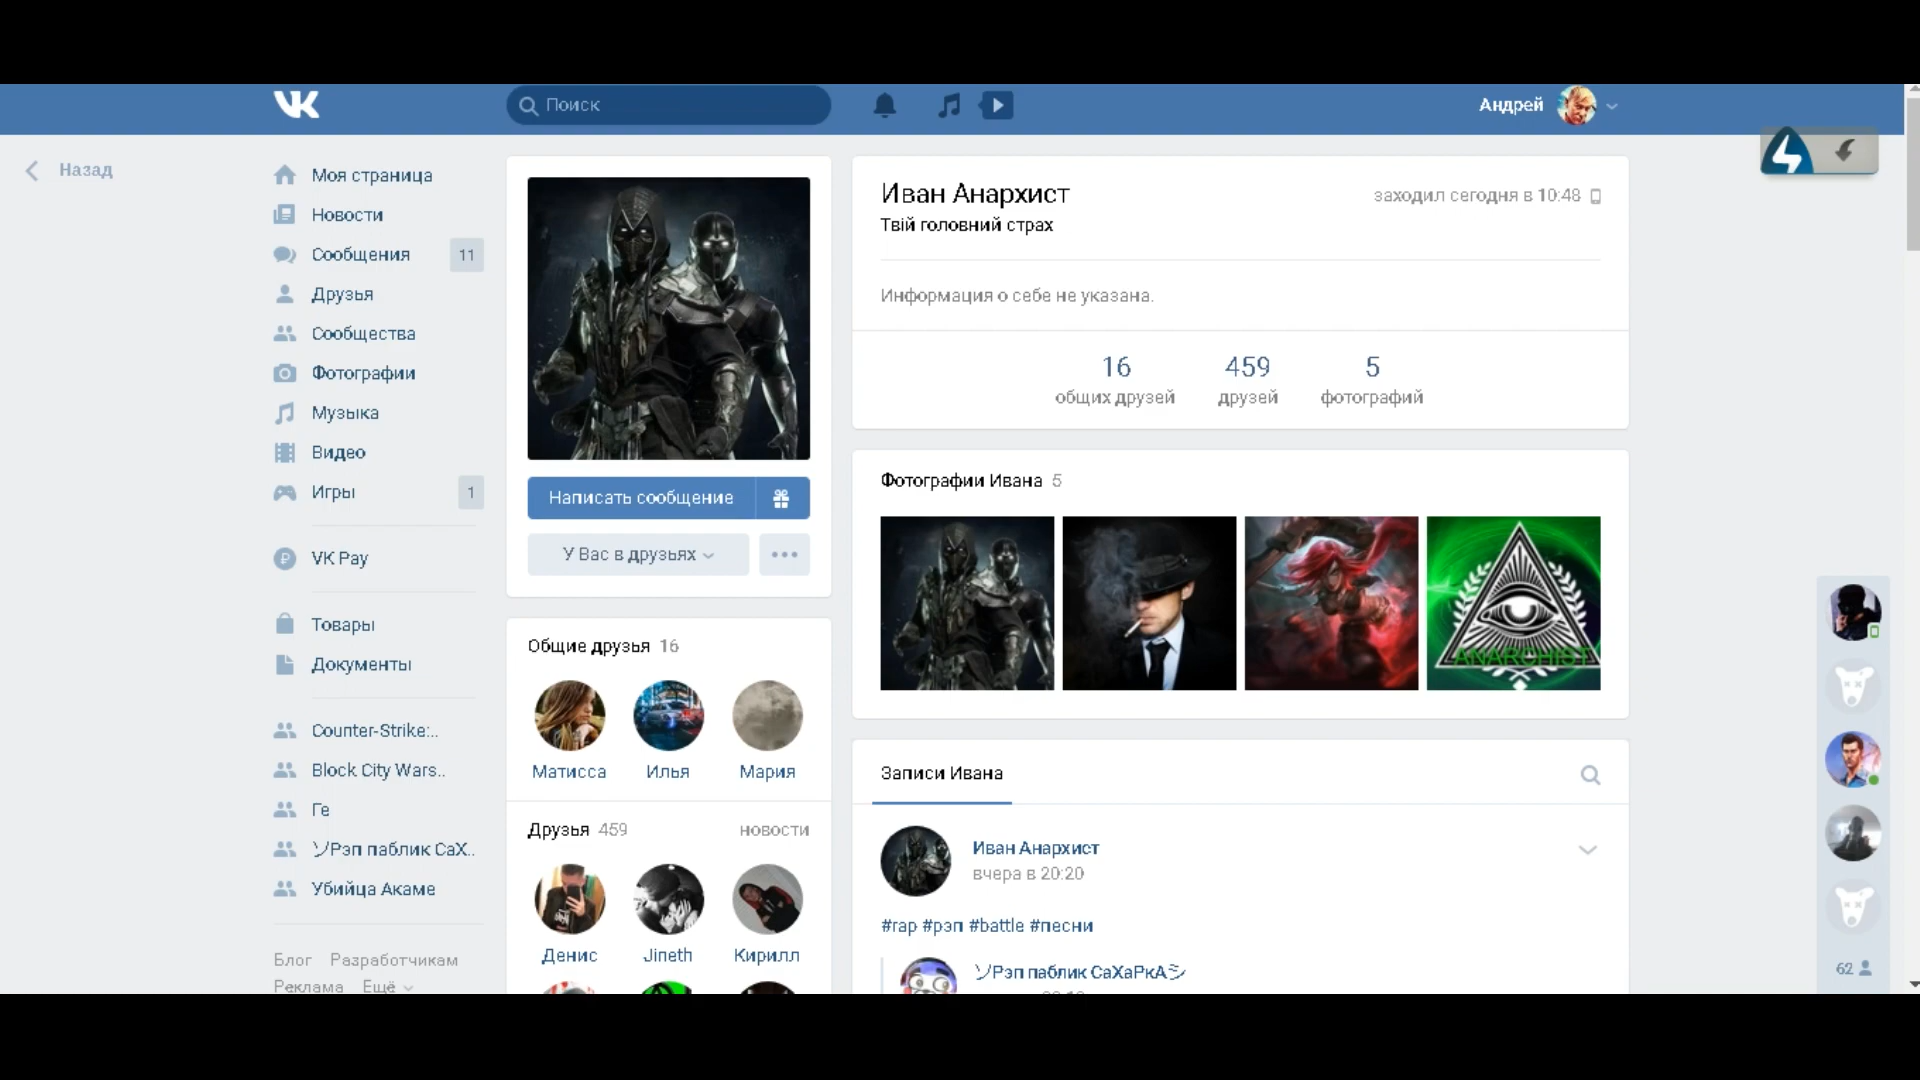 VK
Поиск
Андрей
Назад
Моя страница
Новости
Сообщения 11
Друзья
Сообщества
Фотографии
Музыка
Видео
Игры 1
VK Pay
Товары
Документы
Counter-Strike:..
Block City Wars..
Ге
ソРэп паблик СаХ..
Убийца Акаме
Блог Разработчикам
Реклама Ещё
Написать сообщение
У Вас в друзьях
Общие друзья 16
Матисса Илья Мария
Друзья 459 новости
Денис Jineth Кирилл
Иван Анархист
заходил сегодня в 10:48
Твій головний страх
Информация о себе не указана.
16 459 5
общих друзей друзей фотографий
Фотографии Ивана 5
ANARCHIST
Записи Ивана
Иван Анархист
вчера в 20:20
#rap #рэп #battle #песни
ソРэп паблик СаХаРкАシ
62